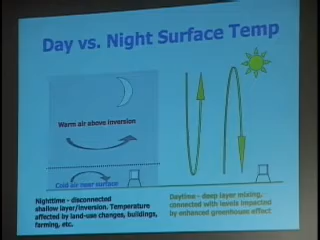 Day vs. Night Surface Temp
Warm air above inversion
Cold air near surface
Nighttime - disconnected
shallow layer/inversion. Temperature
affected by land-use changes, buildings,
farming, etc.
Daytime - deep layer mixing,
connected with levels impacted
by enhanced greenhouse effect